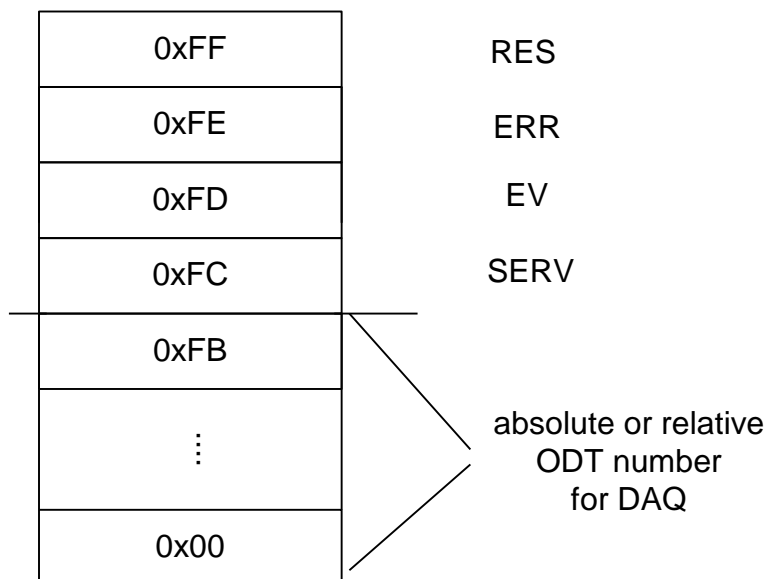 0xFF RES
0xFE ERR
0xFD EV
0xFC SERV
0xFB
⁞
absolute or relative
ODT number
for DAQ
0x00